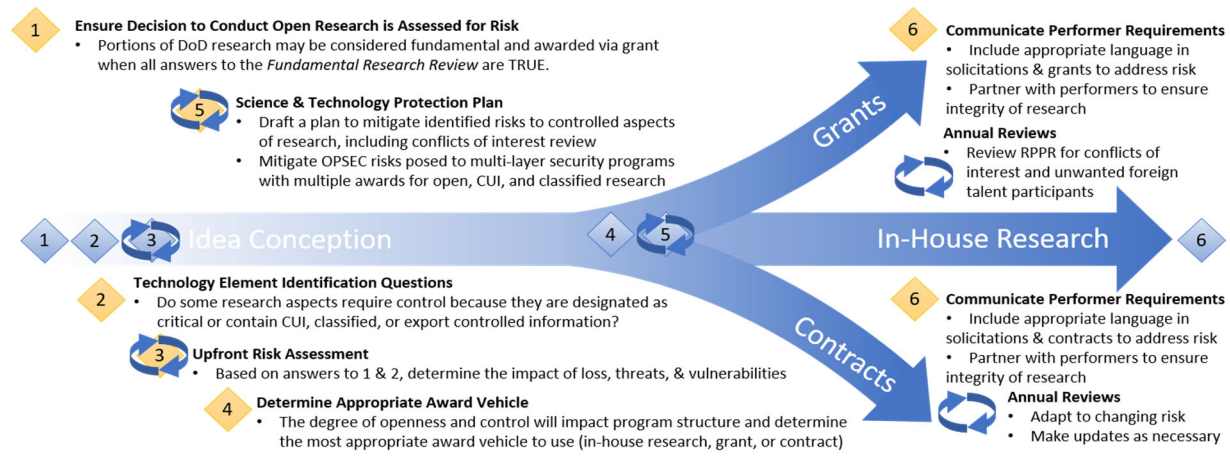 1
Ensure Decision to Conduct Open Research is Assessed for Risk
• Portions of DoD research may be considered fundamental and awarded via grant
when all answers to the Fundamental Research Review are TRUE.
5
Science & Technology Protection Plan
• Draft a plan to mitigate identified risks to controlled aspects
of research, including conflicts of interest review
• Mitigate OPSEC risks posed to multi-layer security programs
with multiple awards for open, CUI, and classified research
Grants
6
Communicate Performer Requirements
• Include appropriate language in
solicitations & grants to address risk
• Partner with performers to ensure
integrity of research
Annual Reviews
• Review RPPR for conflicts of
interest and unwanted foreign
talent participants
1
2
3
Idea Conception
4
5
In-House Research
6
2
Technology Element Identification Questions
• Do some research aspects require control because they are designated as
critical or contain CUI, classified, or export controlled information?
3
Upfront Risk Assessment
• Based on answers to 1 & 2, determine the impact of loss, threats, & vulnerabilities
4
Determine Appropriate Award Vehicle
• The degree of openness and control will impact program structure and determine
the most appropriate award vehicle to use (in-house research, grant, or contract)
Contracts
6
Communicate Performer Requirements
• Include appropriate language in
solicitations & contracts to address risk
• Partner with performers to ensure
integrity of research
Annual Reviews
• Adapt to changing risk
• Make updates as necessary